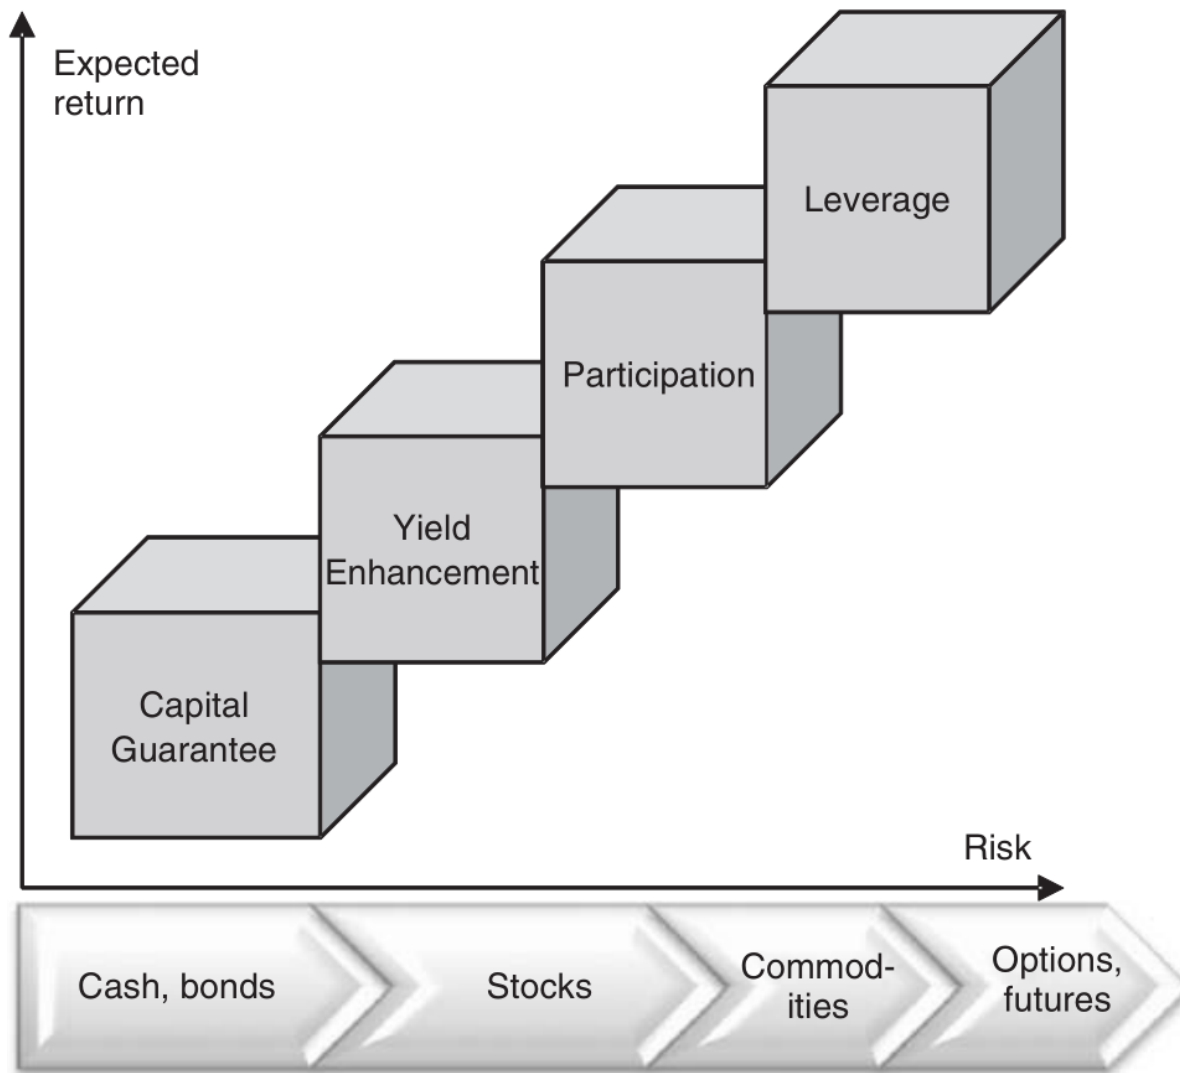 Expected
return
Leverage
Participation
Yield
Enhancement
Capital
Guarantee
Risk
Cash, bonds
Stocks
Commod-
ities
Options,
futures